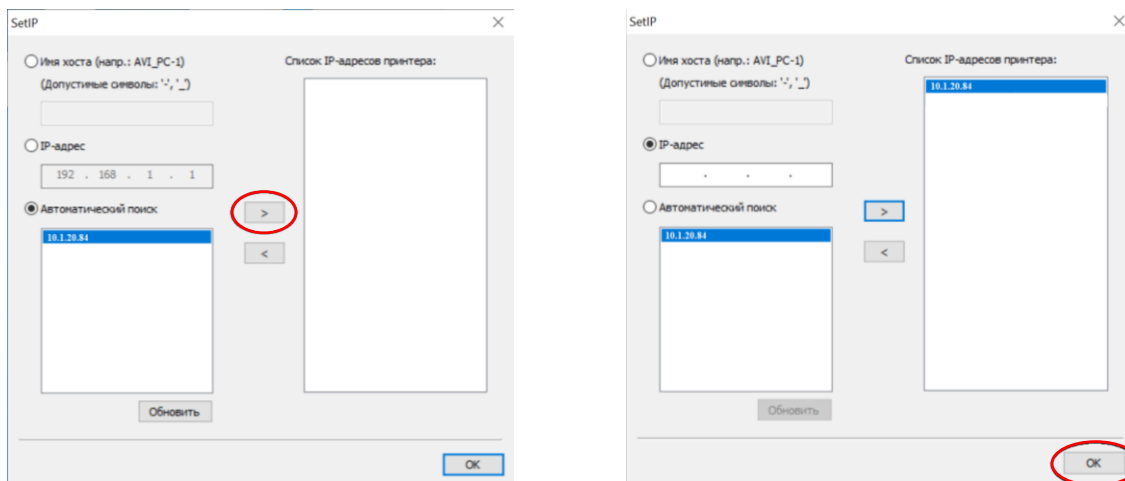 SetIP
Имя хоста (напр.: AVI_PC-1)
(Допустимые символы: '-', '_')
Список IP-адресов принтера:
IP-адрес
192 . 168 . 1 . 1
Автоматический поиск
>
10.1.20.84
<
Обновить
OK
SetIP
Имя хоста (напр.: AVI_PC-1)
(Допустимые символы: '-', '_')
Список IP-адресов принтера:
10.1.20.84
IP-адрес
. . .
Автоматический поиск
>
10.1.20.84
<
Обновить
OK